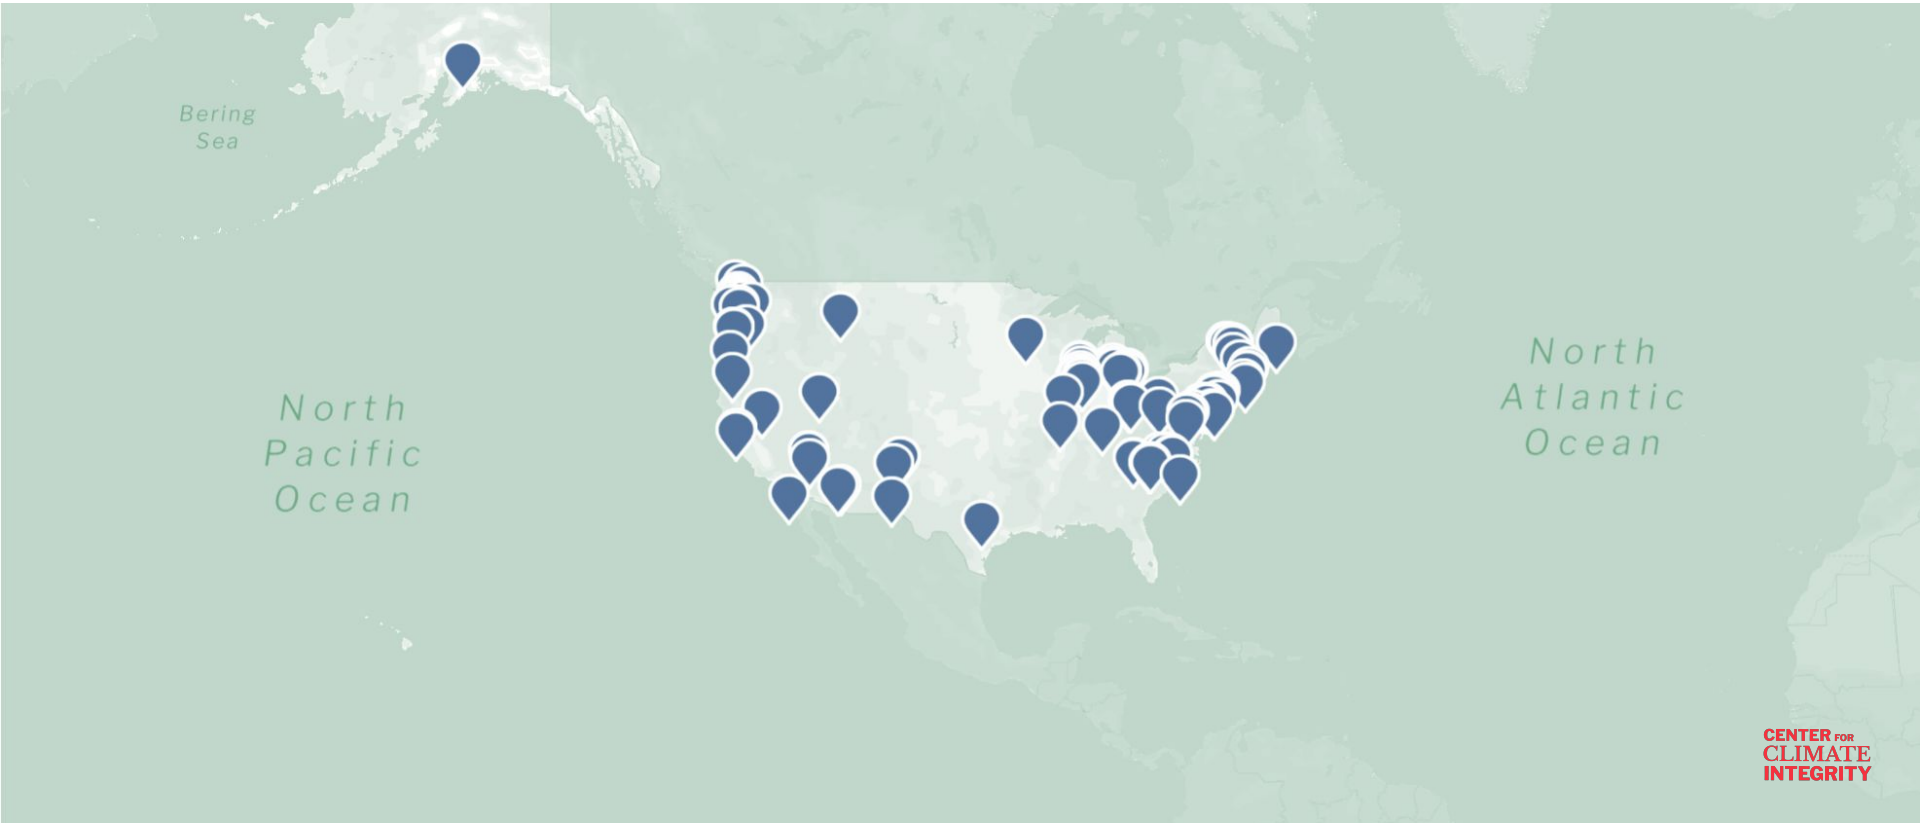 Bering
Sea
North
Pacific
Ocean
North
Atlantic
Ocean
CENTER FOR
CLIMATE
INTEGRITY